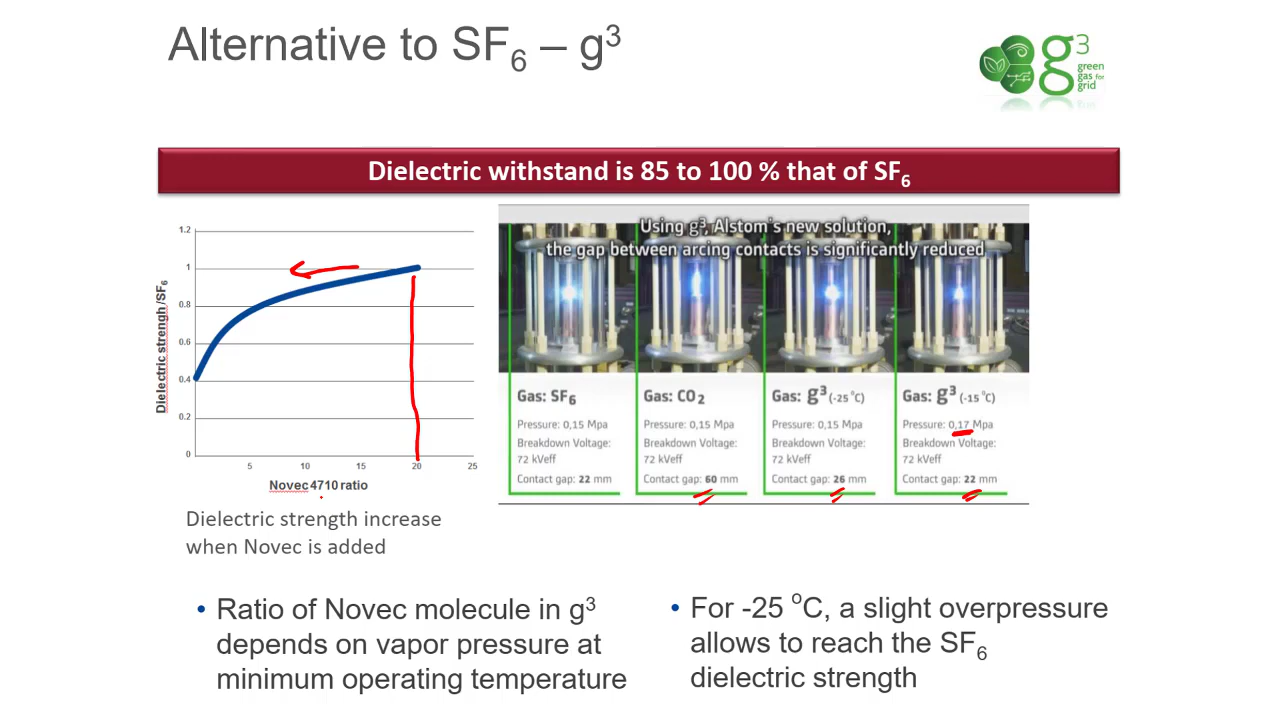 Alternative to SF6 – g3
g3
green
gas for
grid
Dielectric withstand is 85 to 100 % that of SF6
1.2
1
0.8
0.6
0.4
0.2
0
5 10 15 20 25
Dielectric strengh/SF6
Novec 4710 ratio
Dielectric strength increase
when Novec is added
Using g3, Alstom's new solution,
the gap between arcing contacts is significantly reduced
Gas: SF6
Pressure: 0,15 Mpa
Breakdown Voltage:
72 kVeff
Contact gap: 22 mm
Gas: CO2
Pressure: 0,15 Mpa
Breakdown Voltage:
72 kVeff
Contact gap: 60 mm
Gas: g3 (-25 °C)
Pressure: 0,15 Mpa
Breakdown Voltage:
72 kVeff
Contact gap: 26 mm
Gas: g3 (-15 °C)
Pressure: 0,17 Mpa
Breakdown Voltage:
72 kVeff
Contact gap: 22 mm
• Ratio of Novec molecule in g3
depends on vapor pressure at
minimum operating temperature
• For -25 °C, a slight overpressure
allows to reach the SF6
dielectric strength